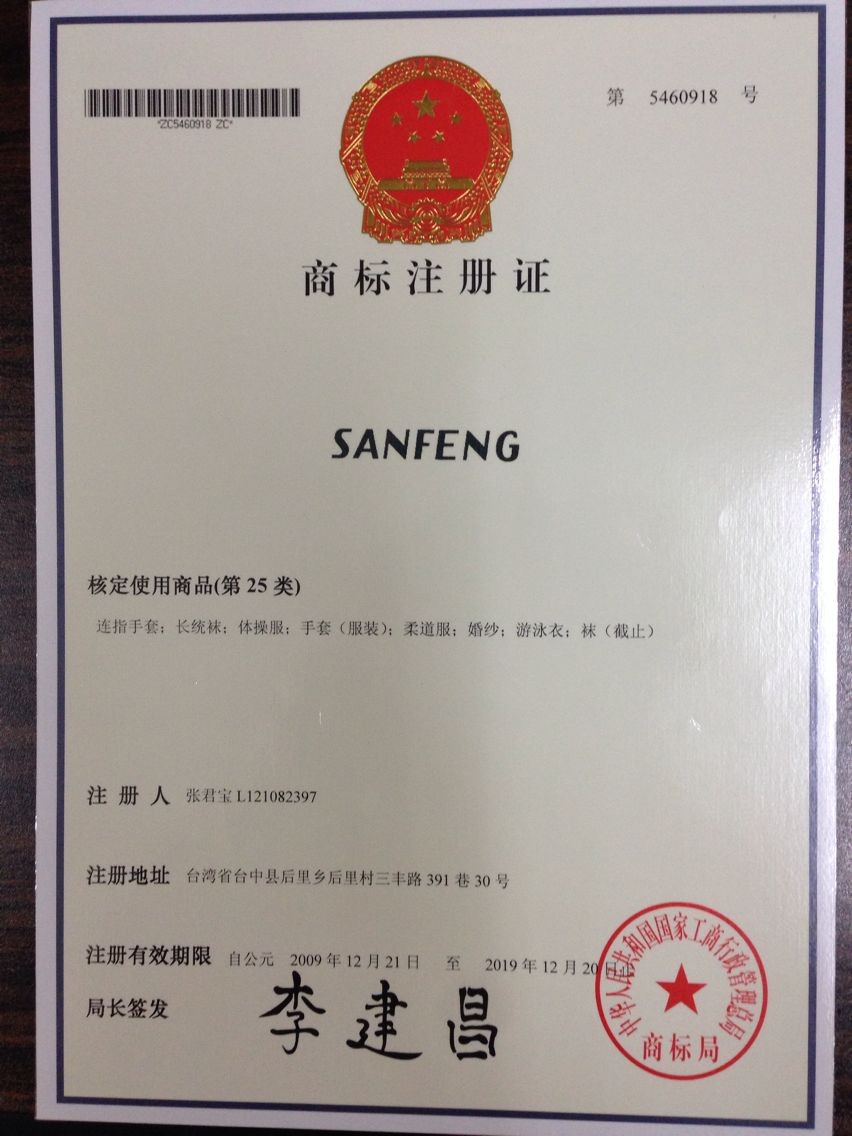 *ZC5460918 ZC*
第 5460918 号
商标注册证
SANFENG
核定使用商品(第 25 类)
连指手套；长统袜；体操服；手套（服装）；柔道服；婚纱；游泳衣；袜（截止）
注 册 人 张君宝 L121082397
注册地址 台湾省台中县后里乡后里村三丰路 391 巷 30 号
注册有效期限 自公元 2009 年 12 月 21 日 至 2019 年 12 月 20 日止
局长签发 李建昌
中华人民共和国国家工商行政管理总局
商标局